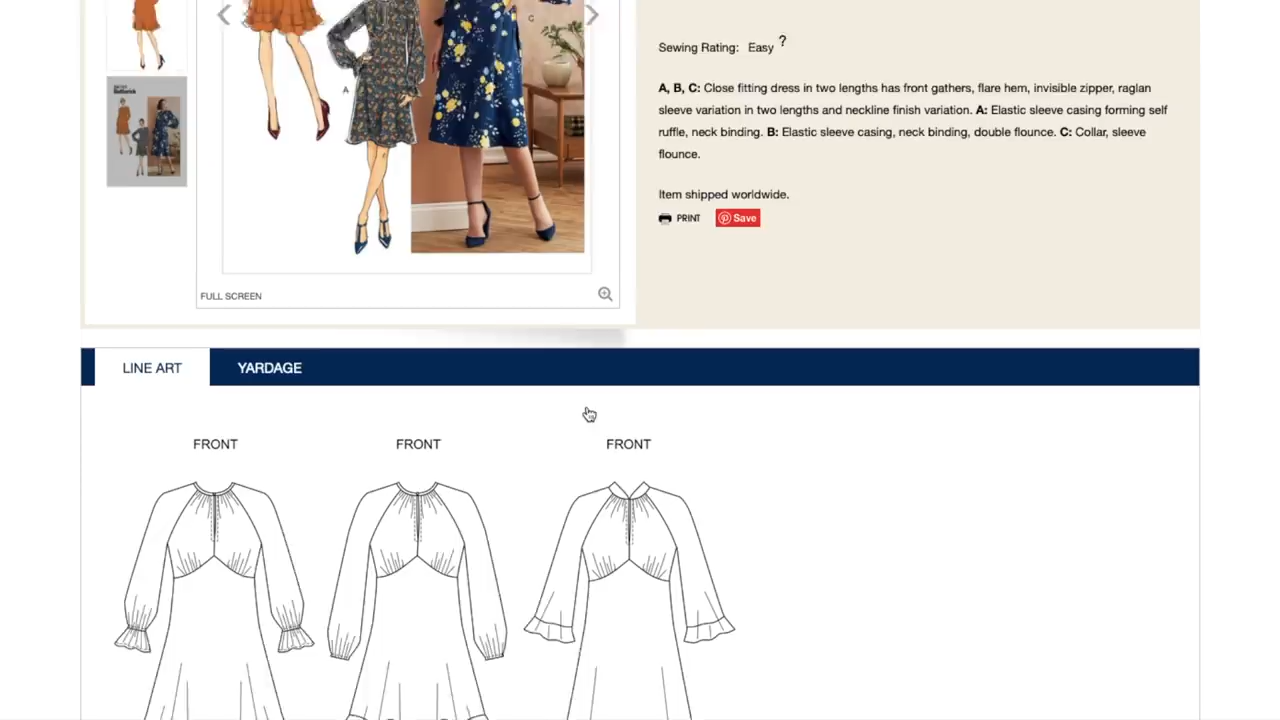 C
A
Butterick
Sewing Rating: Easy ?
A, B, C: Close fitting dress in two lengths has front gathers, flare hem, invisible zipper, raglan
sleeve variation in two lengths and neckline finish variation. A: Elastic sleeve casing forming self
ruffle, neck binding. B: Elastic sleeve casing, neck binding, double flounce. C: Collar, sleeve
flounce.
Item shipped worldwide.
PRINT Save
FULL SCREEN
LINE ART YARDAGE
FRONT FRONT FRONT